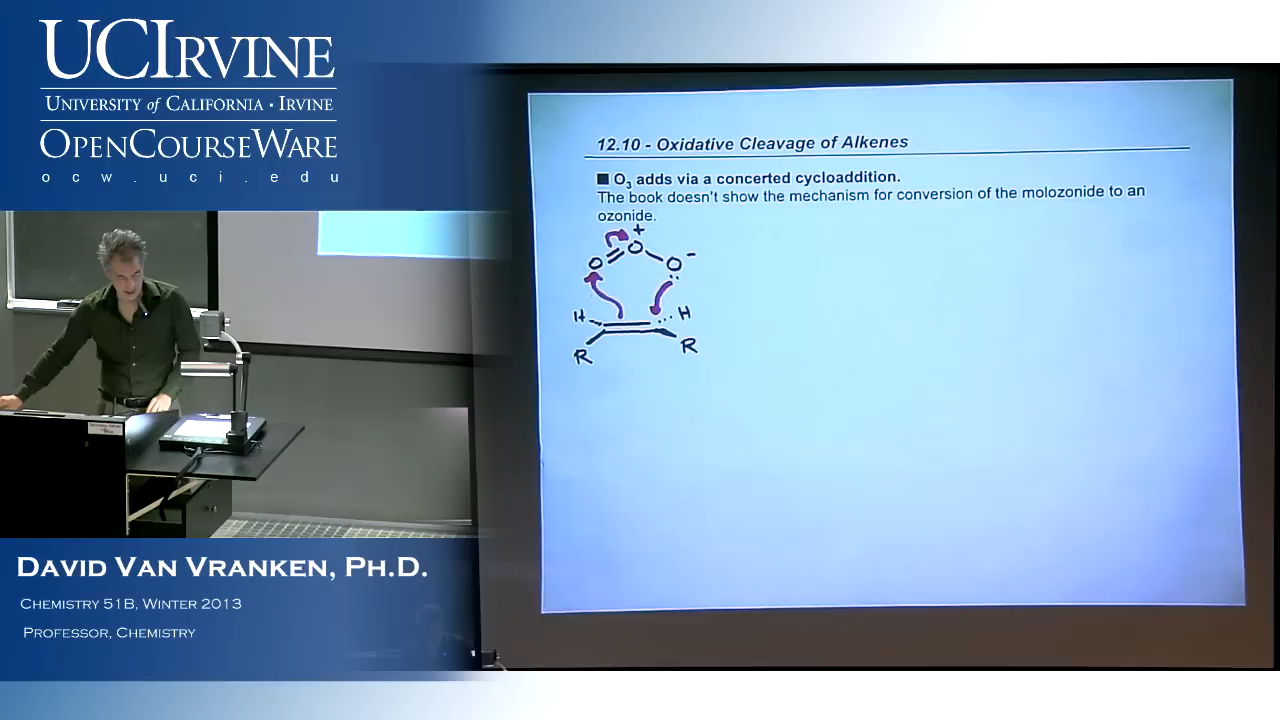 UCIRVINE
UNIVERSITY of CALIFORNIA · IRVINE
OPENCOURSEWARE
ocw.uci.edu
12.10 - Oxidative Cleavage of Alkenes
■ O₃ adds via a concerted cycloaddition.
The book doesn't show the mechanism for conversion of the molozonide to an
ozonide.
+
O
O
O -
H
H
R
R
DAVID VAN VRANKEN, PH.D.
CHEMISTRY 51B, WINTER 2013
PROFESSOR, CHEMISTRY